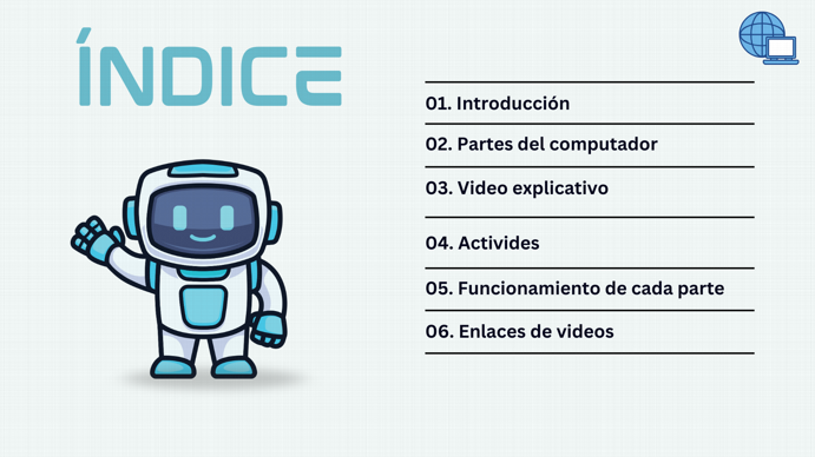 ÍNDICE
01. Introducción
02. Partes del computador
03. Video explicativo
04. Activides
05. Funcionamiento de cada parte
06. Enlaces de videos